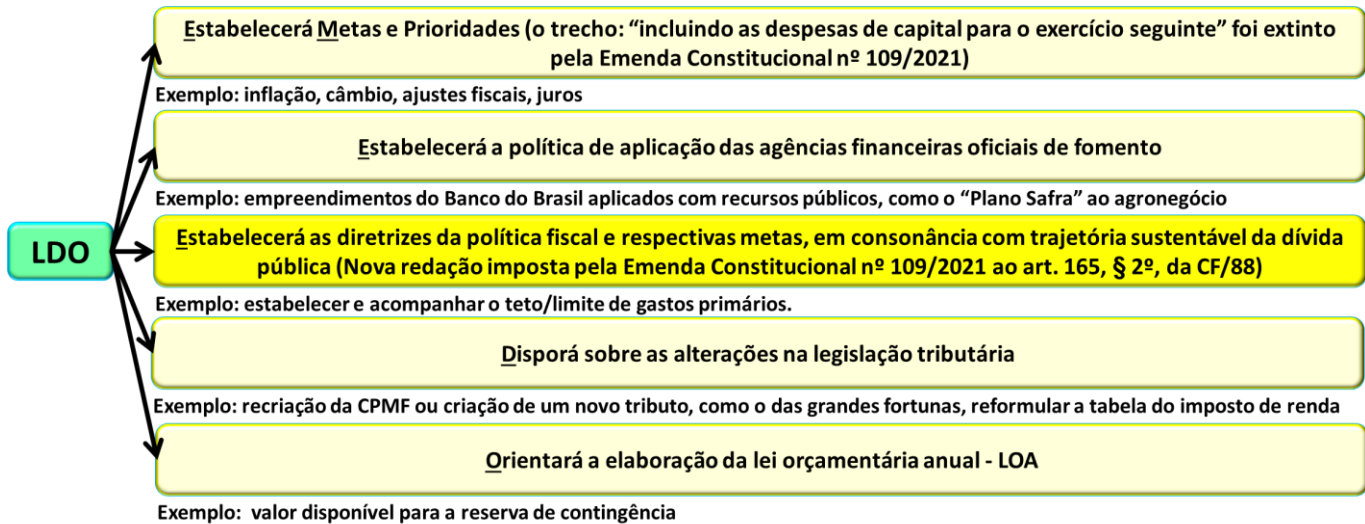 Estabelecerá Metas e Prioridades (o trecho: “incluindo as despesas de capital para o exercício seguinte” foi extinto
pela Emenda Constitucional nº 109/2021)
Exemplo: inflação, câmbio, ajustes fiscais, juros
Estabelecerá a política de aplicação das agências financeiras oficiais de fomento
Exemplo: empreendimentos do Banco do Brasil aplicados com recursos públicos, como o “Plano Safra” ao agronegócio
LDO
Estabelecerá as diretrizes da política fiscal e respectivas metas, em consonância com trajetória sustentável da dívida
pública (Nova redação imposta pela Emenda Constitucional nº 109/2021 ao art. 165, § 2º, da CF/88)
Exemplo: estabelecer e acompanhar o teto/limite de gastos primários.
Disporá sobre as alterações na legislação tributária
Exemplo: recriação da CPMF ou criação de um novo tributo, como o das grandes fortunas, reformular a tabela do imposto de renda
Orientará a elaboração da lei orçamentária anual - LOA
Exemplo: valor disponível para a reserva de contingência